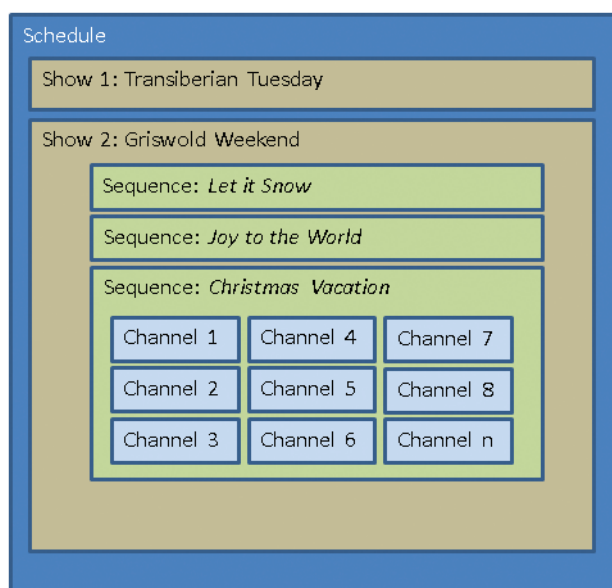 Schedule
Show 1: Transiberian Tuesday
Show 2: Griswold Weekend
Sequence: Let it Snow
Sequence: Joy to the World
Sequence: Christmas Vacation
Channel 1 Channel 4 Channel 7
Channel 2 Channel 5 Channel 8
Channel 3 Channel 6 Channel n